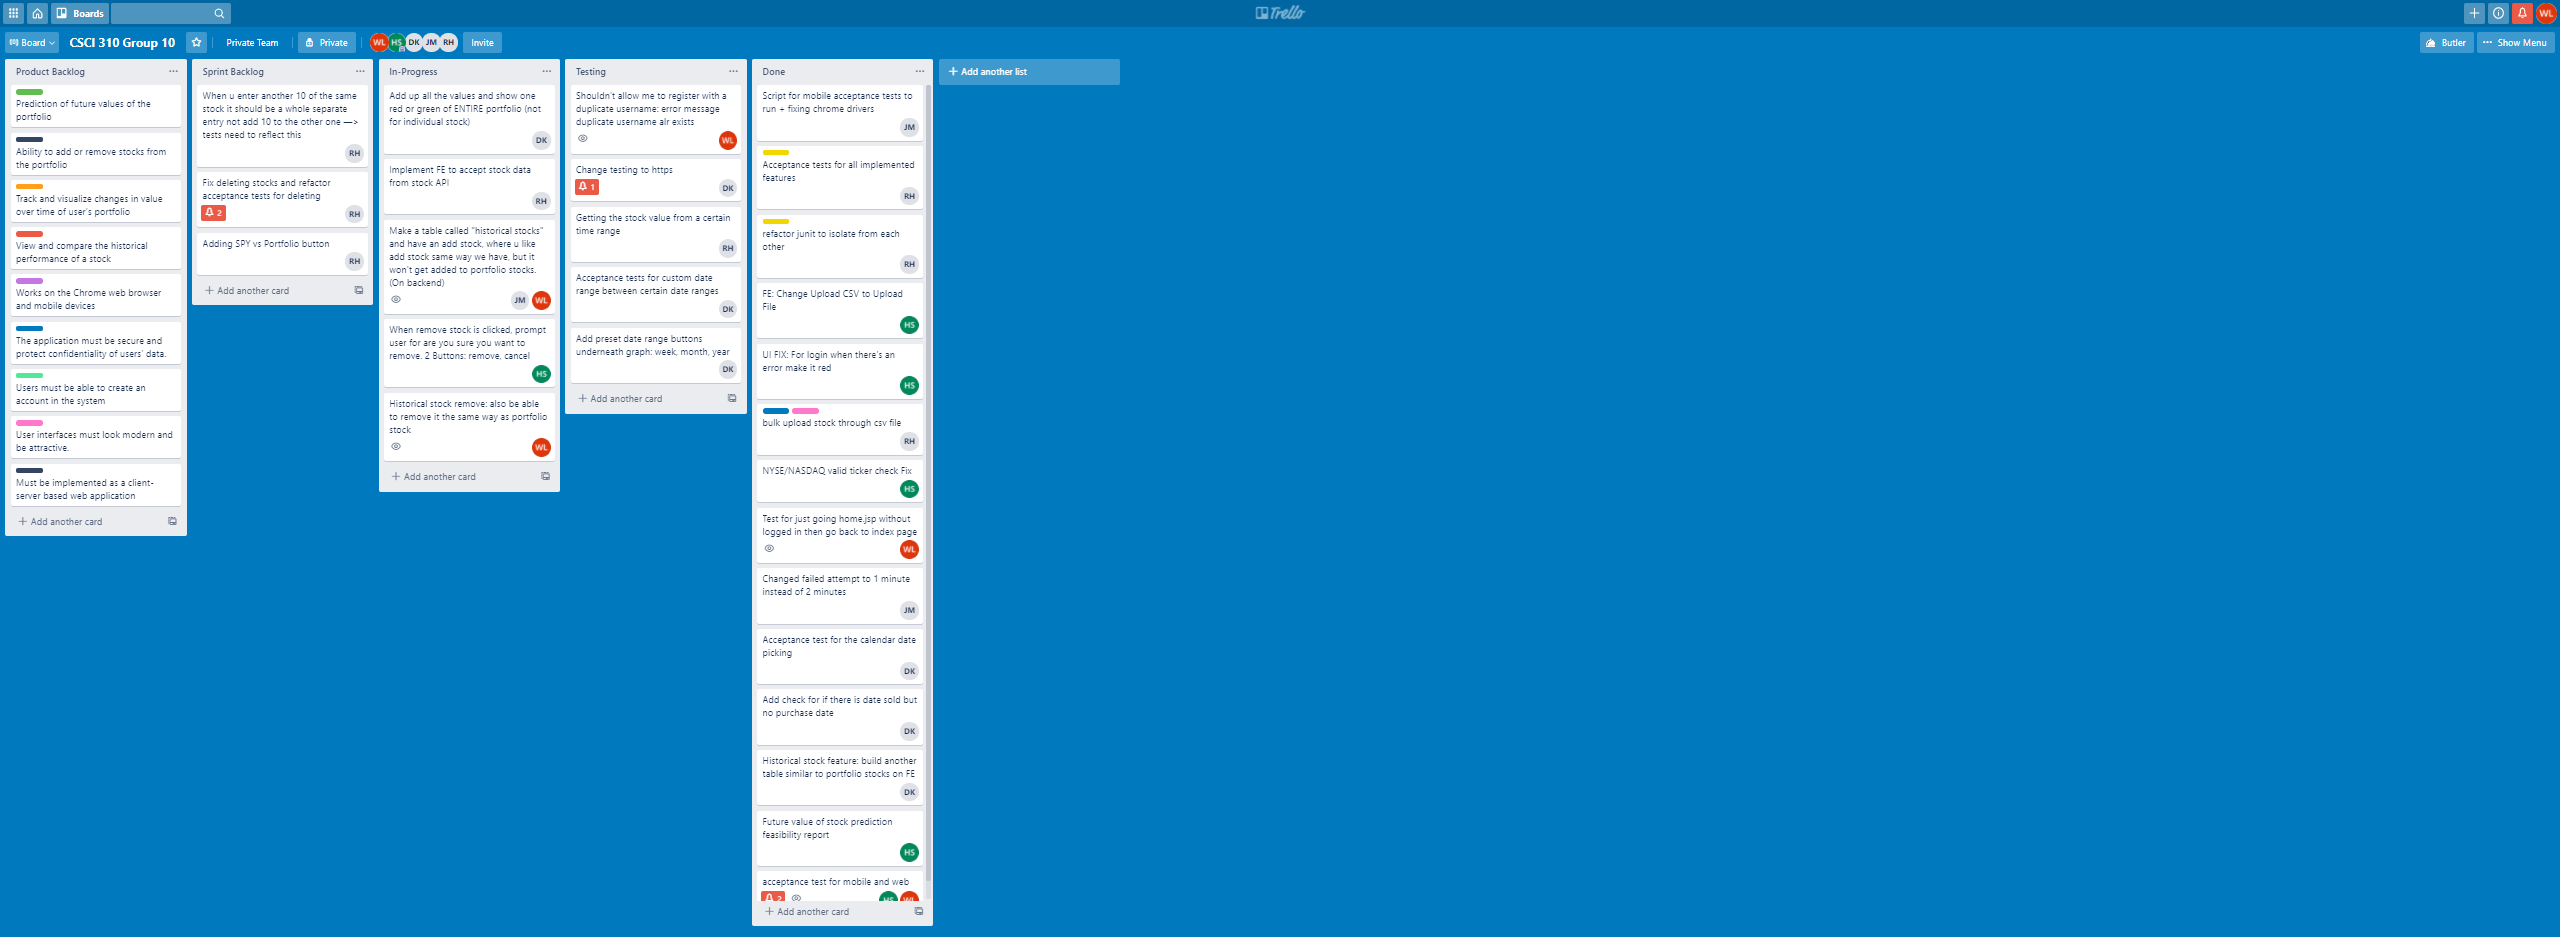 Boards
Trello
WL
Board
CSCI 310 Group 10
Private Team
Private
WL
HS
DK
JM
RH
Invite
Butler
Show Menu
Product Backlog
Prediction of future values of the
portfolio
Ability to add or remove stocks from
the portfolio
Track and visualize changes in value
over time of user's portfolio
View and compare the historical
performance of a stock
Works on the Chrome web browser
and mobile devices
The application must be secure and
protect confidentiality of users' data.
Users must be able to create an
account in the system
User interfaces must look modern and
be attractive.
Must be implemented as a client-
server based web application
Add another card
Sprint Backlog
When u enter another 10 of the same
stock it should be a whole separate
entry not add 10 to the other one —>
tests need to reflect this
RH
Fix deleting stocks and refactor
acceptance tests for deleting
2
RH
Adding SPY vs Portfolio button
RH
Add another card
In-Progress
Add up all the values and show one
red or green of ENTIRE portfolio (not
for individual stock)
DK
Implement FE to accept stock data
from stock API
RH
Make a table called "historical stocks"
and have an add stock, where u like
add stock same way we have, but it
won't get added to portfolio stocks.
(On backend)
JM WL
When remove stock is clicked, prompt
user for are you sure you want to
remove. 2 Buttons: remove, cancel
HS
Historical stock remove: also be able
to remove it the same way as portfolio
stock
WL
Add another card
Testing
Shouldn't allow me to register with a
duplicate username: error message
duplicate username alr exists
WL
Change testing to https
1
DK
Getting the stock value from a certain
time range
RH
Acceptance tests for custom date
range between certain date ranges
DK
Add preset date range buttons
underneath graph: week, month, year
DK
Add another card
Done
Script for mobile acceptance tests to
run + fixing chrome drivers
JM
Acceptance tests for all implemented
features
RH
refactor junit to isolate from each
other
RH
FE: Change Upload CSV to Upload
File
HS
UI FIX: For login when there's an
error make it red
HS
bulk upload stock through csv file
RH
NYSE/NASDAQ valid ticker check Fix
HS
Test for just going home.jsp without
logged in then go back to index page
WL
Changed failed attempt to 1 minute
instead of 2 minutes
JM
Acceptance test for the calendar date
picking
DK
Add check for if there is date sold but
no purchase date
DK
Historical stock feature: build another
table similar to portfolio stocks on FE
DK
Future value of stock prediction
feasibility report
HS
acceptance test for mobile and web
2
HS WL
Add another card
Add another list